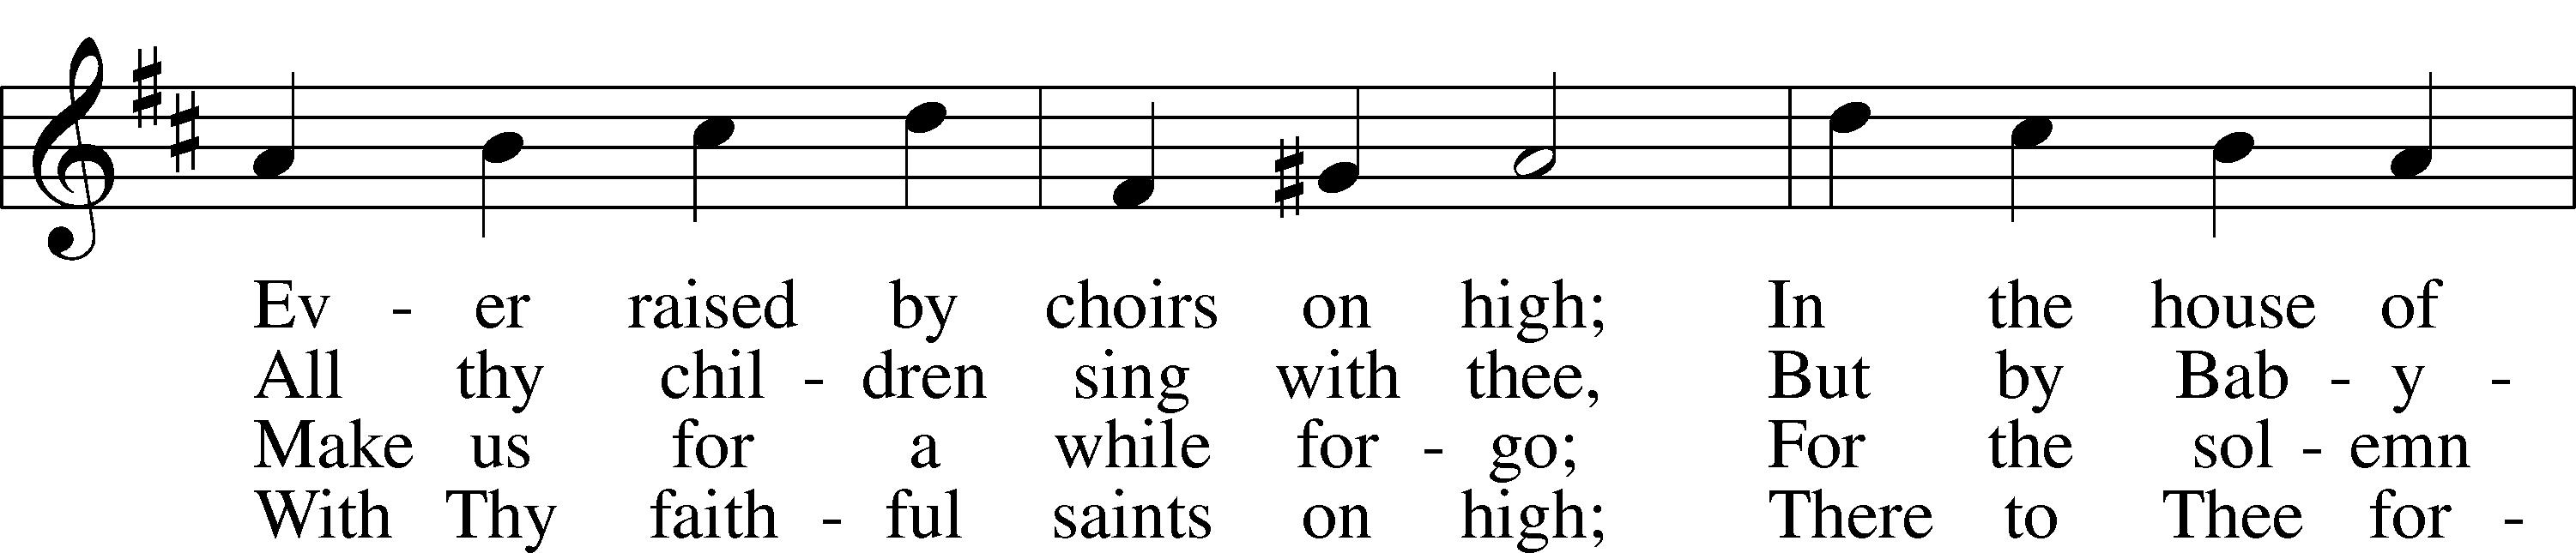 Ev - er raised by choirs on high; In the house of
All thy chil - dren sing with thee, But by Bab - y -
Make us for a while for - go; For the sol - emn
With Thy faith - ful saints on high; There to Thee for -